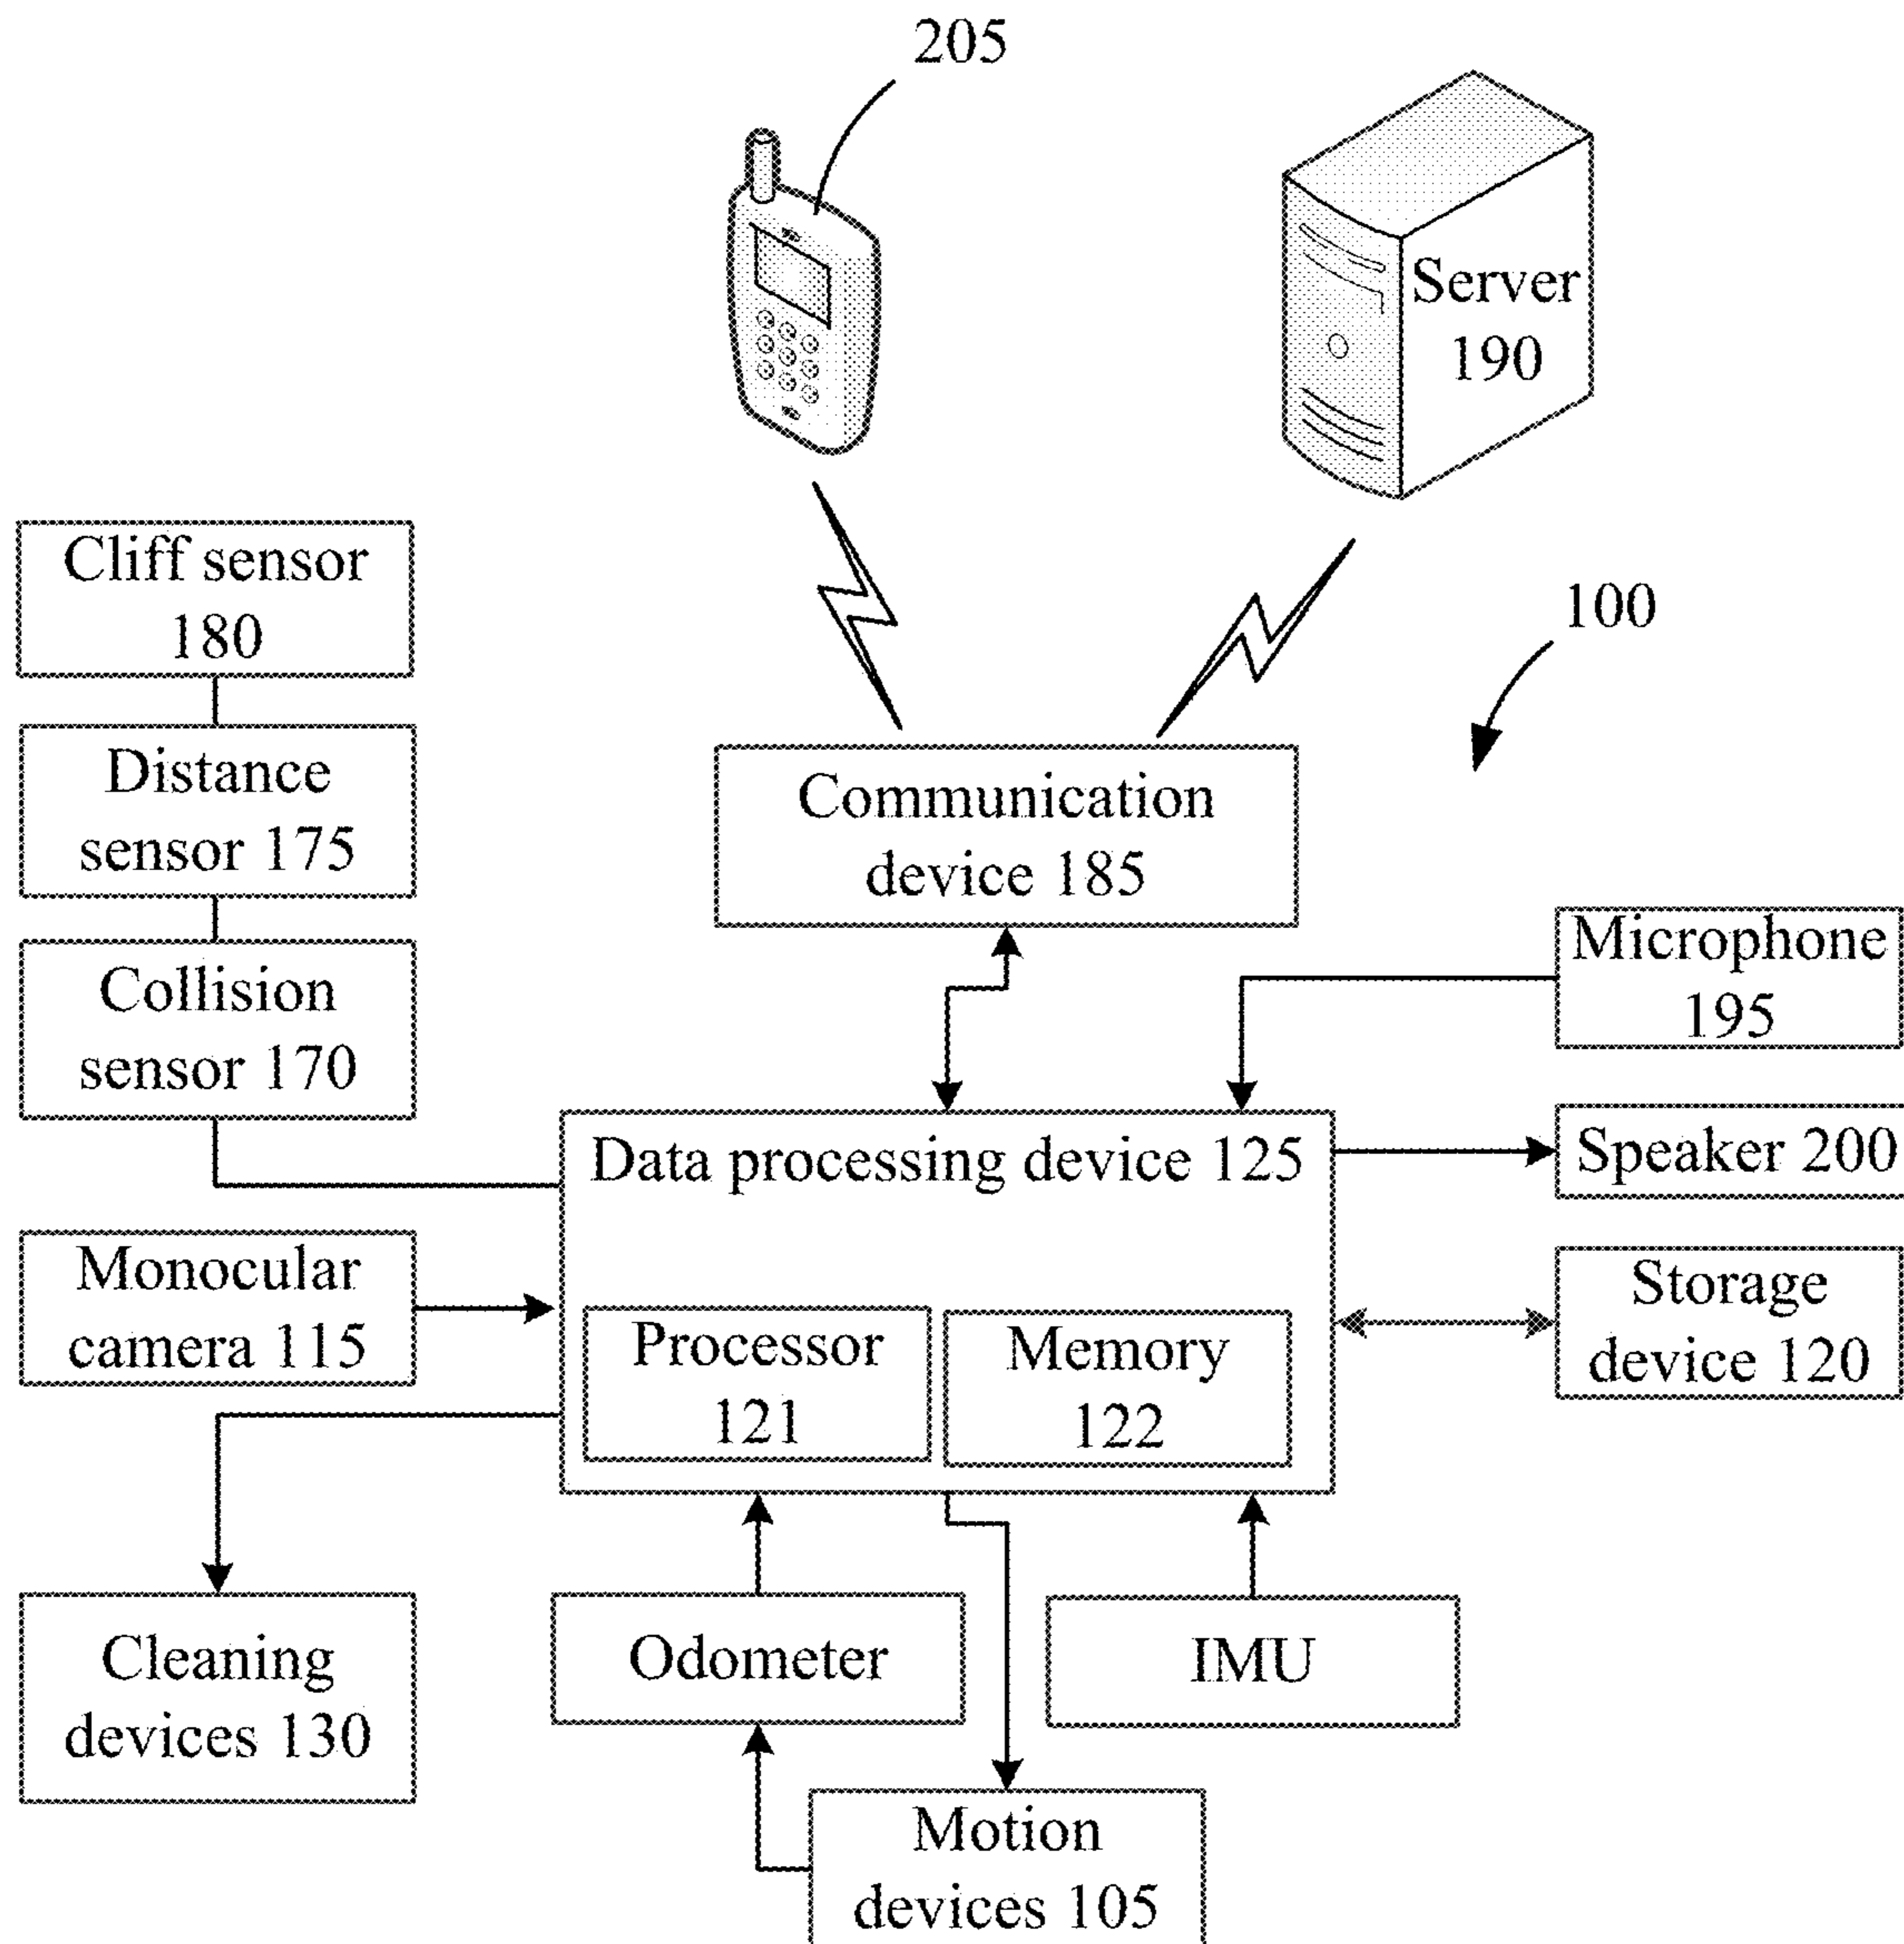 205
Server
190
Cliff sensor
180
100
Distance
sensor 175
Communication
device 185
Collision
sensor 170
Microphone
195
Data processing device 125
Speaker 200
Monocular
camera 115
Storage
device 120
Processor
121
Memory
122
Cleaning
devices 130
Odometer
IMU
Motion
devices 105